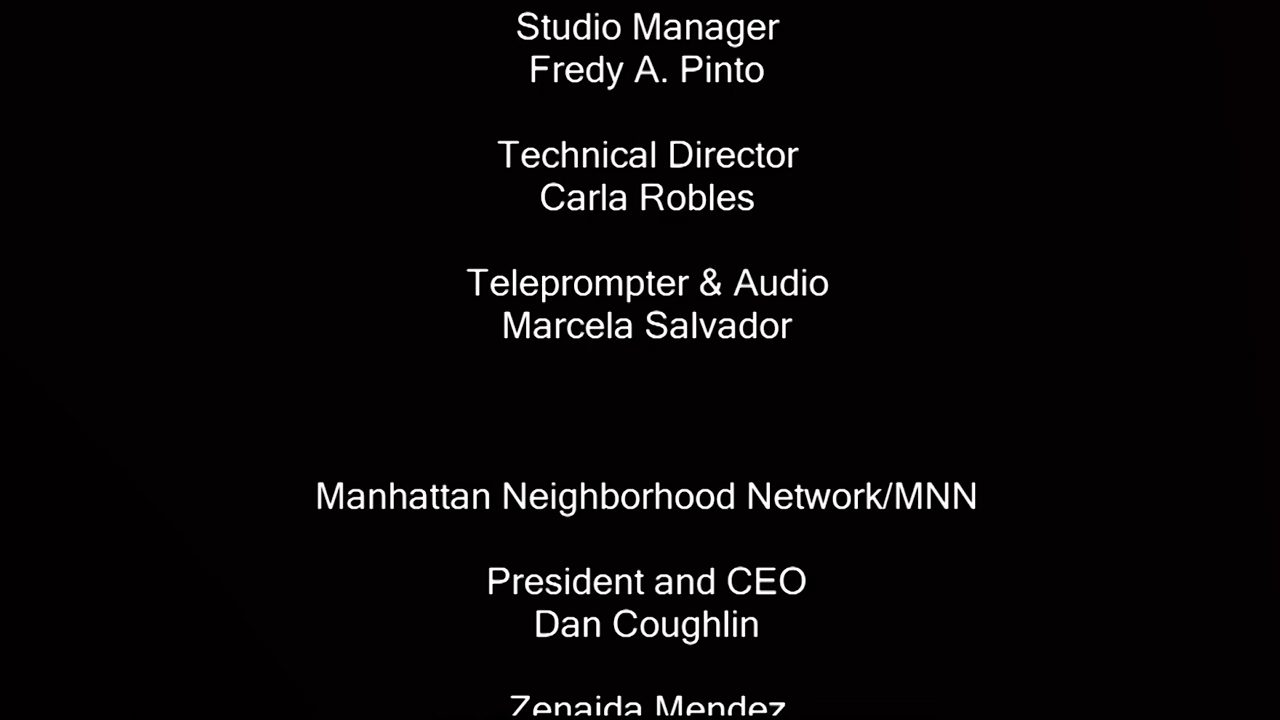 Studio Manager
Fredy A. Pinto
Technical Director
Carla Robles
Teleprompter & Audio
Marcela Salvador
Manhattan Neighborhood Network/MNN
President and CEO
Dan Coughlin
Zenaida Mendez